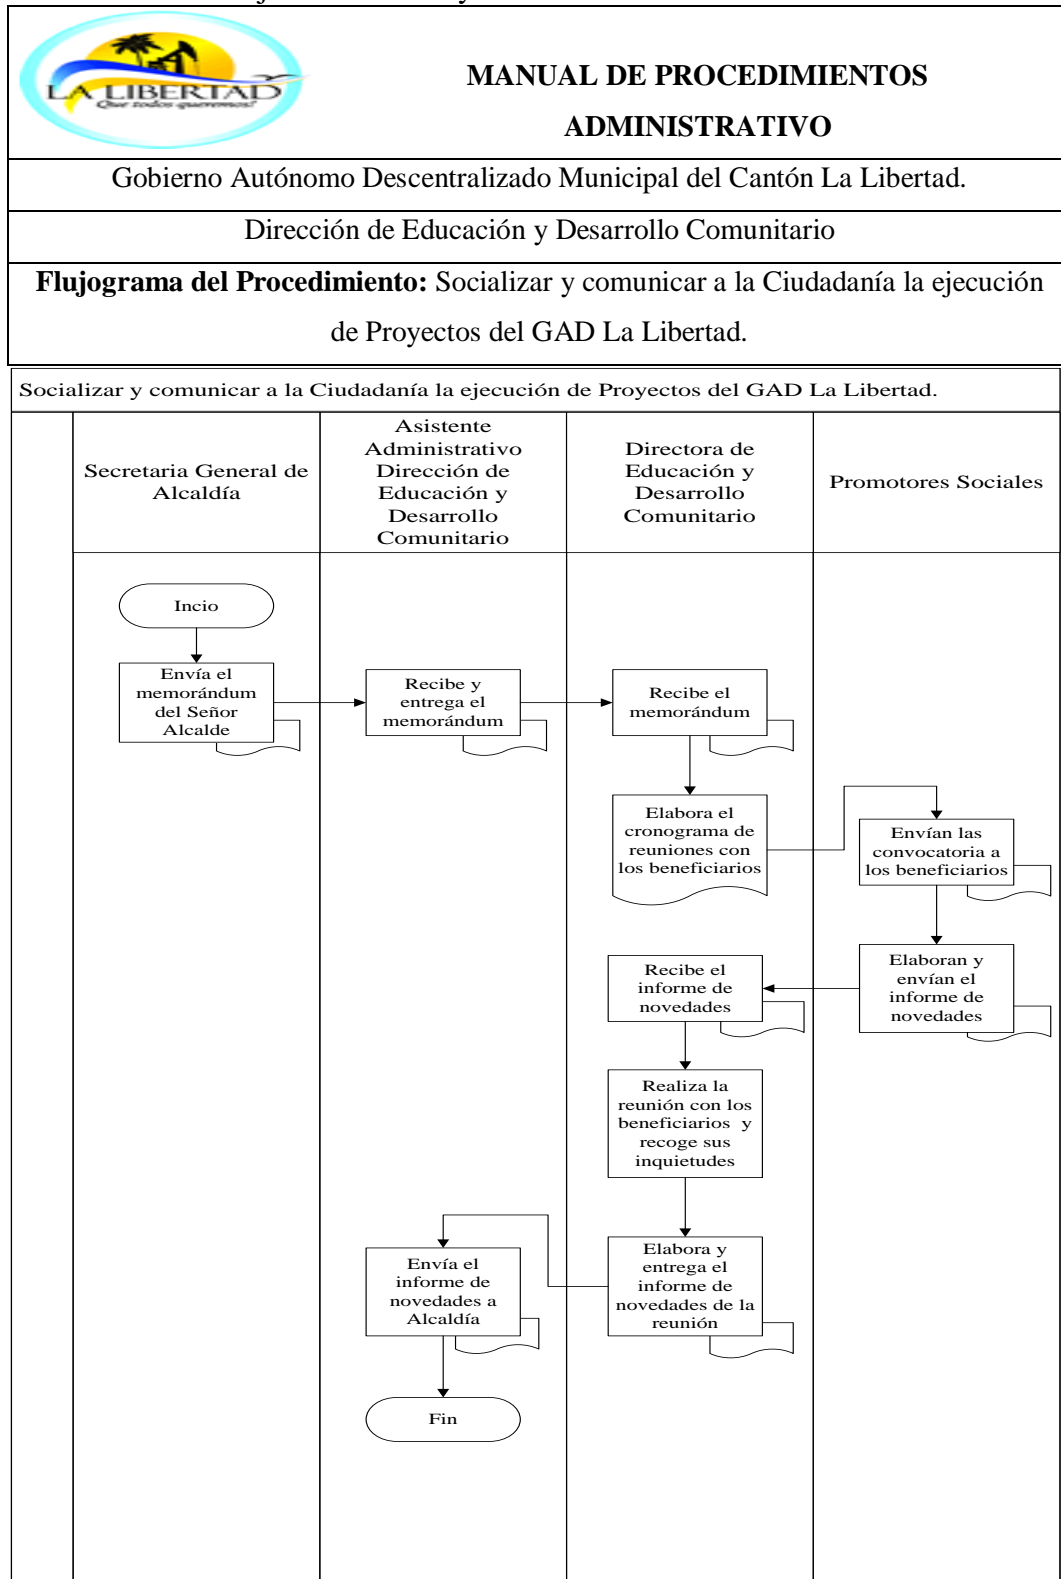 LA LIBERTAD
Que todos queremos!
MANUAL DE PROCEDIMIENTOS
ADMINISTRATIVO
Gobierno Autónomo Descentralizado Municipal del Cantón La Libertad.
Dirección de Educación y Desarrollo Comunitario
Flujograma del Procedimiento: Socializar y comunicar a la Ciudadanía la ejecución
de Proyectos del GAD La Libertad.
Socializar y comunicar a la Ciudadanía la ejecución de Proyectos del GAD La Libertad.
Secretaria General de
Alcaldía
Asistente
Administrativo
Dirección de
Educación y
Desarrollo
Comunitario
Directora de
Educación y
Desarrollo
Comunitario
Promotores Sociales
Incio
Envía el
memorándum
del Señor
Alcalde
Recibe y
entrega el
memorándum
Recibe el
memorándum
Elabora el
cronograma de
reuniones con
los beneficiarios
Envían las
convocatoria a
los beneficiarios
Elaboran y
envían el
informe de
novedades
Recibe el
informe de
novedades
Realiza la
reunión con los
beneficiarios y
recoge sus
inquietudes
Elabora y
entrega el
informe de
novedades de la
reunión
Envía el
informe de
novedades a
Alcaldía
Fin